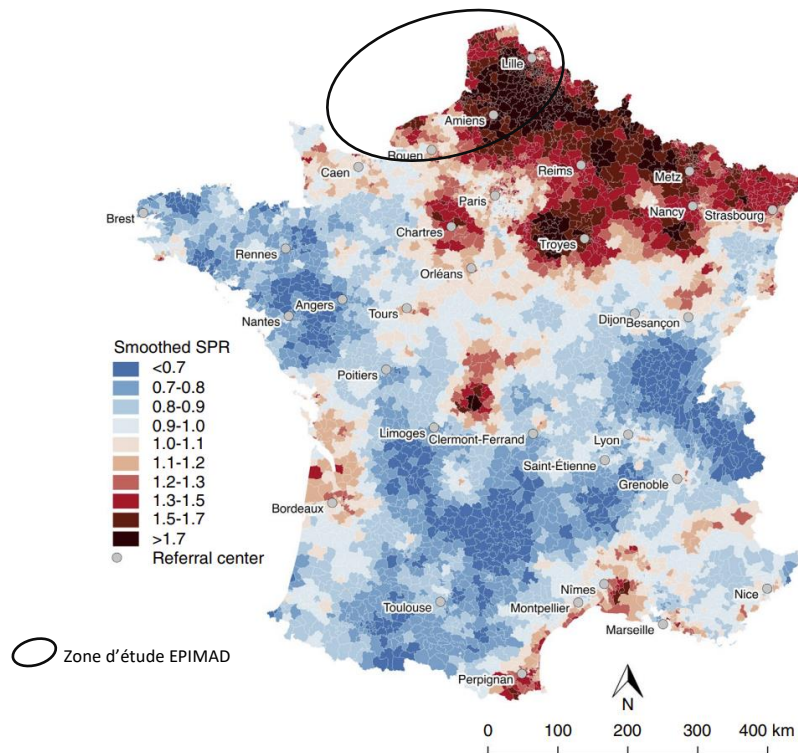 Lille
Amiens
Rouen
Caen
Reims
Metz
Paris
Nancy
Strasbourg
Brest
Chartres
Troyes
Rennes
Orléans
Angers
Nantes
Tours
Dijon
Besançon
Smoothed SPR
<0.7
0.7-0.8
0.8-0.9
0.9-1.0
1.0-1.1
1.1-1.2
1.2-1.3
1.3-1.5
1.5-1.7
>1.7
Referral center
Poitiers
Limoges
Clermont-Ferrand
Lyon
Saint-Étienne
Grenoble
Bordeaux
Nîmes
Nice
Toulouse
Montpellier
Marseille
Zone d'étude EPIMAD
Perpignan
N
0 100 200 300 400 km